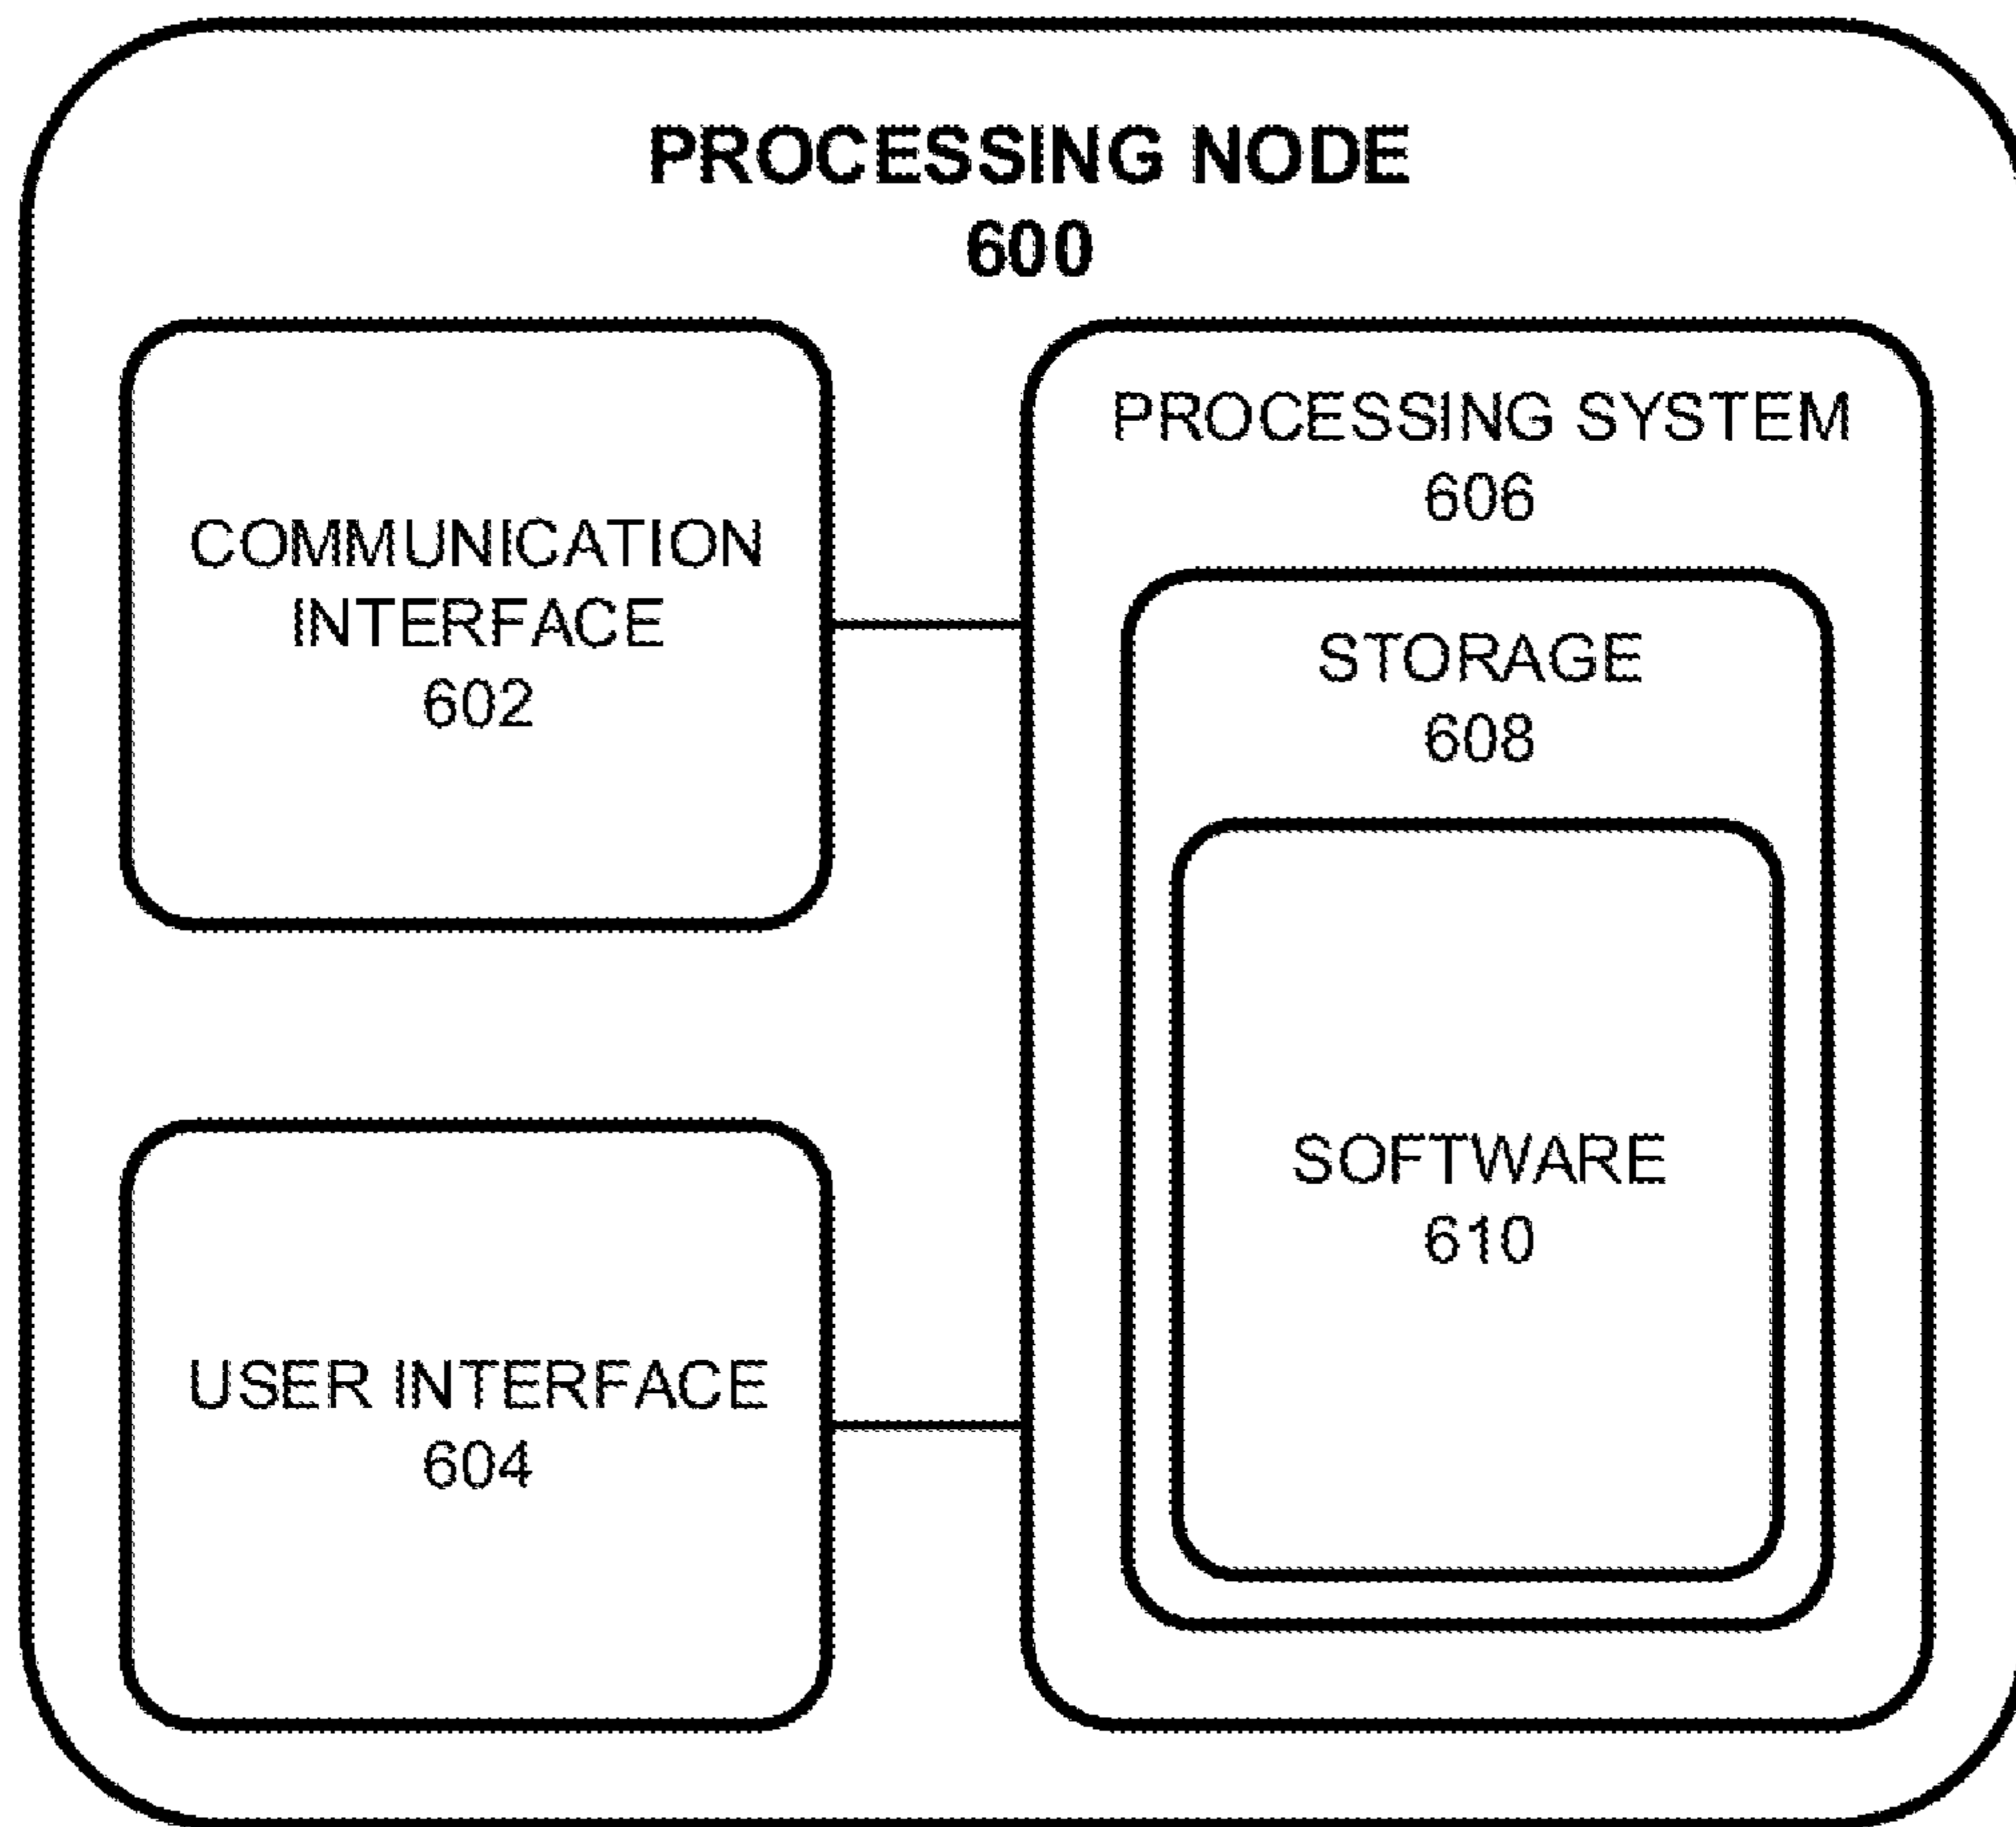 PROCESSING NODE
600
COMMUNICATION
INTERFACE
602
USER INTERFACE
604
PROCESSING SYSTEM
606
STORAGE
608
SOFTWARE
610